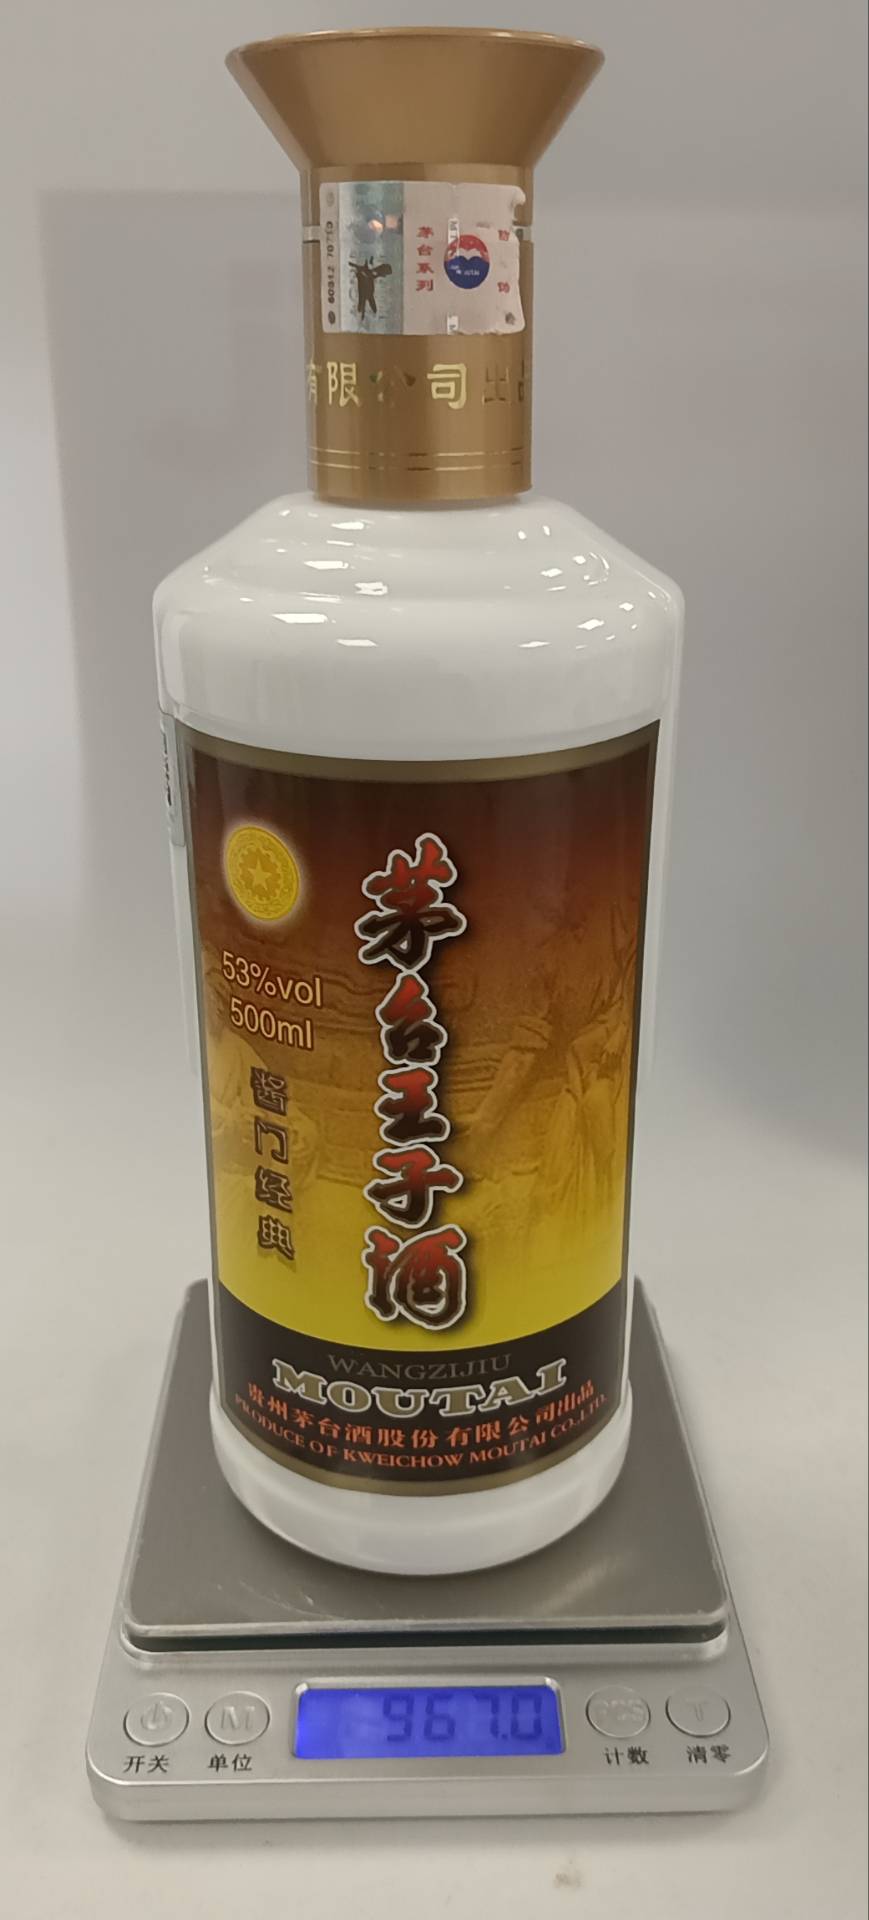 茅台系列
有限公司出品
53%vol
500ml
酱门经典
茅台王子酒
WANGZIJIU
MOUTAI
贵州茅台酒股份有限公司出品
PRODUCE OF KWEICHOW MOUTAI CO.,LTD.
967.0
M
PCS
T
开关
单位
计数
清零